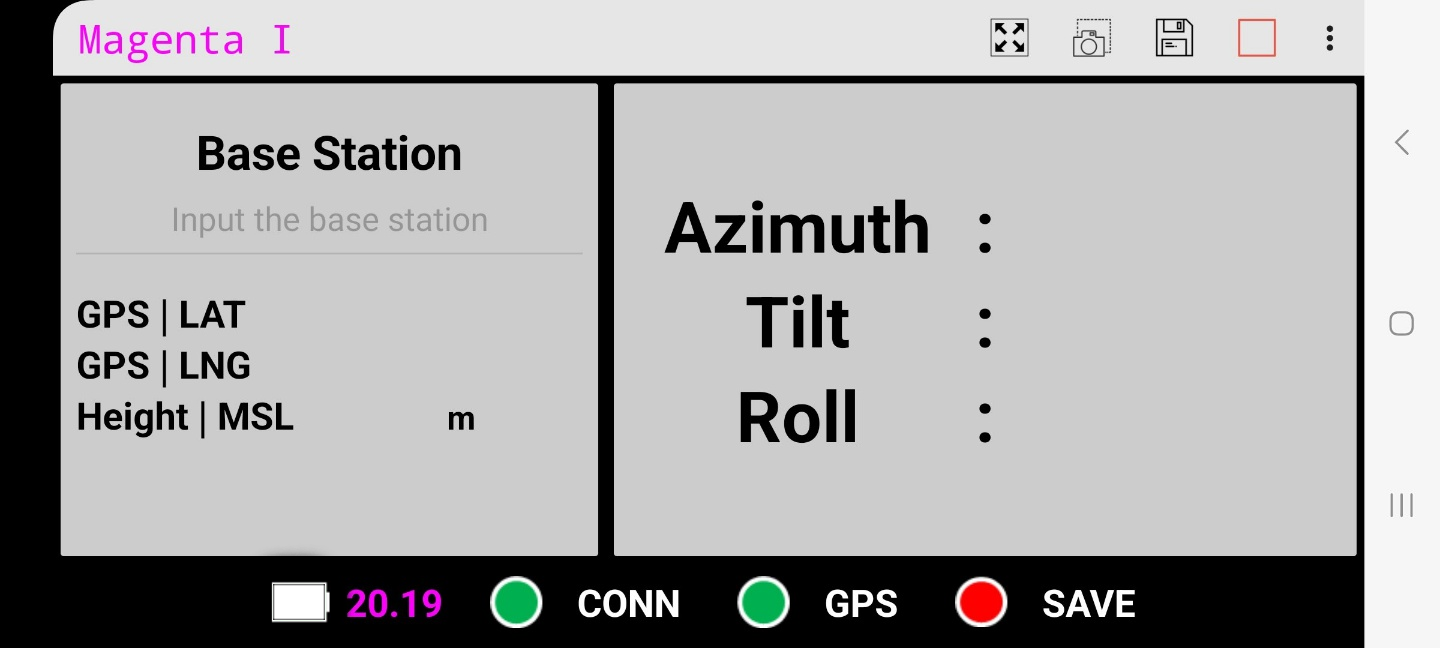 Magenta I
Base Station
Input the base station
GPS | LAT
GPS | LNG
Height | MSL m
Azimuth :
Tilt :
Roll :
20.19 CONN GPS SAVE